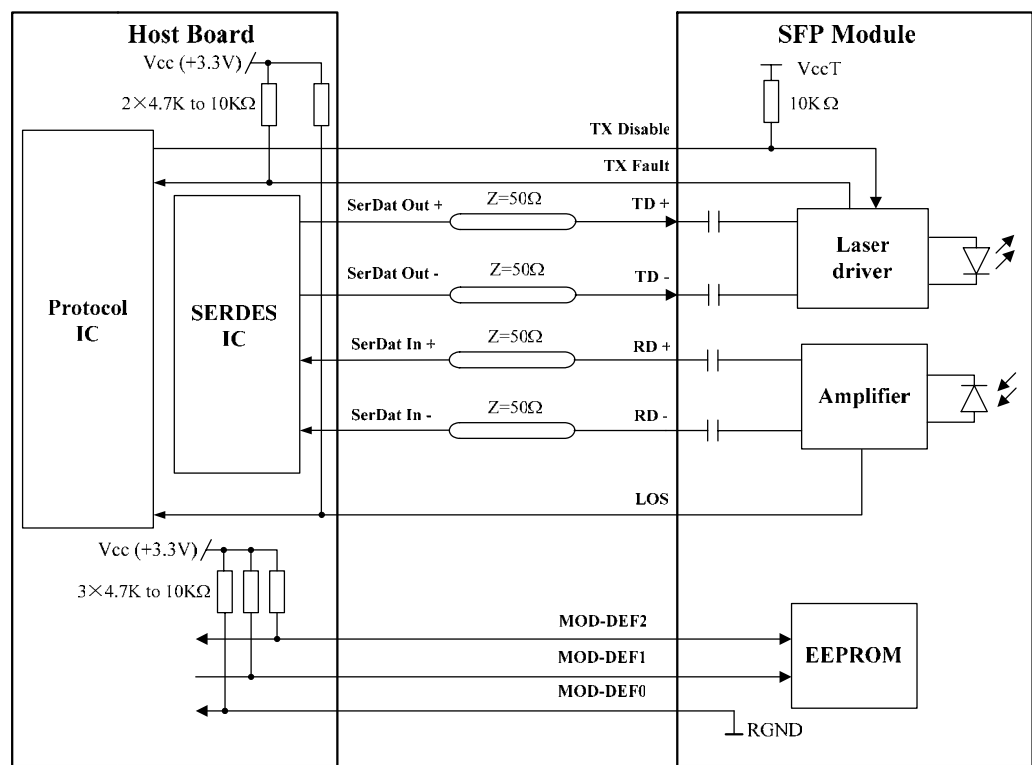 Host Board
SFP Module
Vcc (+3.3V)
VccT
2×4.7K to 10KΩ
10KΩ
TX Disable
TX Fault
SerDat Out +
Z=50Ω
TD +
Laser
driver
SerDat Out -
Z=50Ω
TD -
Protocol
IC
SERDES
IC
SerDat In +
Z=50Ω
RD +
Amplifier
SerDat In -
Z=50Ω
RD -
LOS
Vcc (+3.3V)
3×4.7K to 10KΩ
MOD-DEF2
EEPROM
MOD-DEF1
MOD-DEF0
RGND